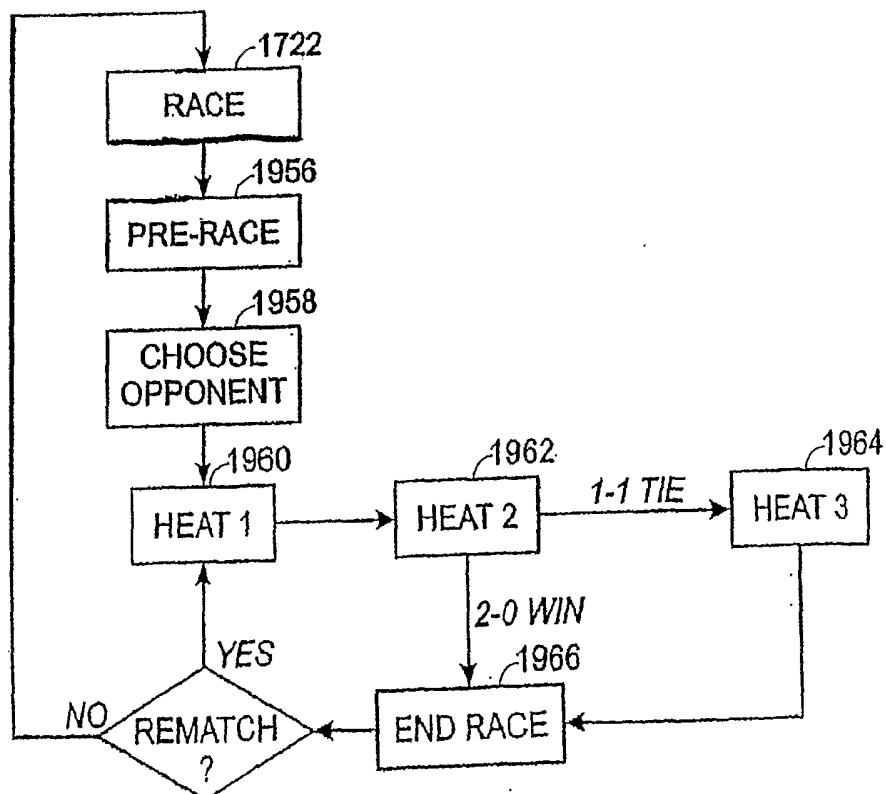 1722
RACE
1956
PRE-RACE
1958
CHOOSE
OPPONENT
1960
HEAT 1
1962
HEAT 2
1-1 TIE
1964
HEAT 3
2-0 WIN
1966
END RACE
YES
NO
REMATCH
?